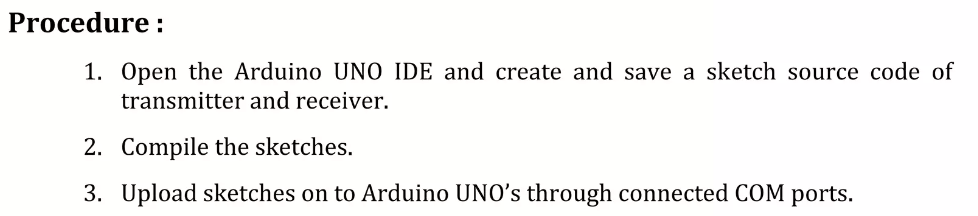 Procedure :
1. Open the Arduino UNO IDE and create and save a sketch source code of
transmitter and receiver.
2. Compile the sketches.
3. Upload sketches on to Arduino UNO’s through connected COM ports.